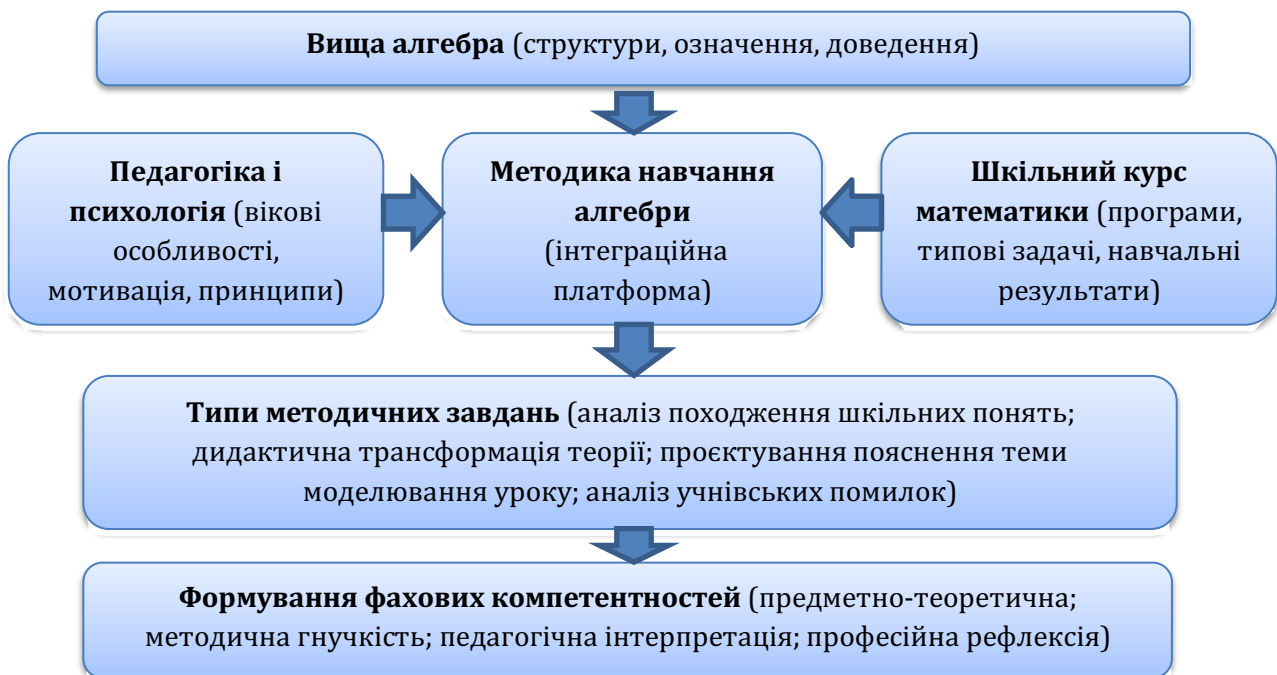 Вища алгебра (структури, означення, доведення)
Педагогіка і
психологія (вікові
особливості,
мотивація, принципи)
Методика навчання
алгебри
(інтеграційна
платформа)
Шкільний курс
математики (програми,
типові задачі, навчальні
результати)
Типи методичних завдань (аналіз походження шкільних понять;
дидактична трансформація теорії; проєктування пояснення теми
моделювання уроку; аналіз учнівських помилок)
Формування фахових компетентностей (предметно-теоретична;
методична гнучкість; педагогічна інтерпретація; професійна рефлексія)